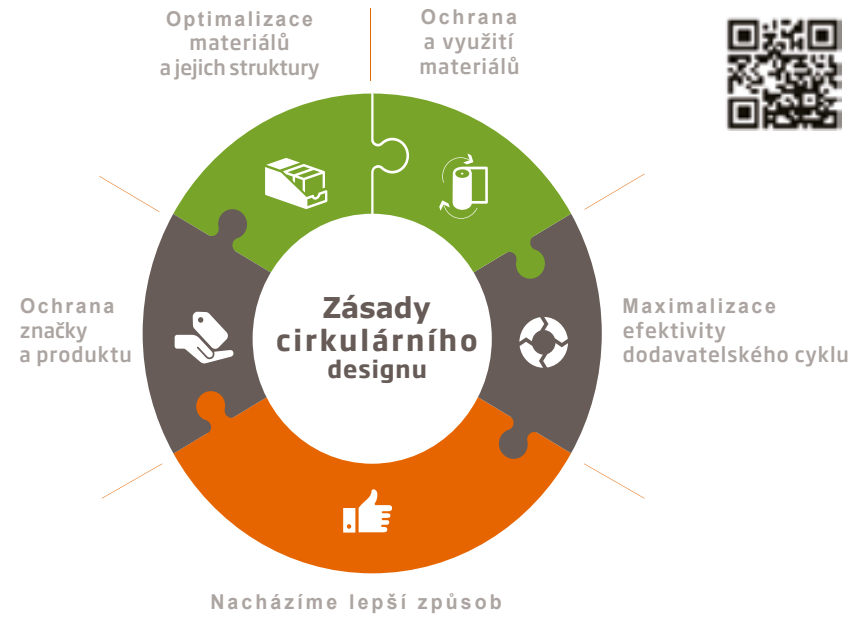 Optimalizace
materiálů
a jejich struktury
Ochrana
a využití
materiálů
Ochrana
značky
a produktu
Zásady
cirkulárního
designu
Maximalizace
efektivity
dodavatelského cyklu
Nacházíme lepší způsob